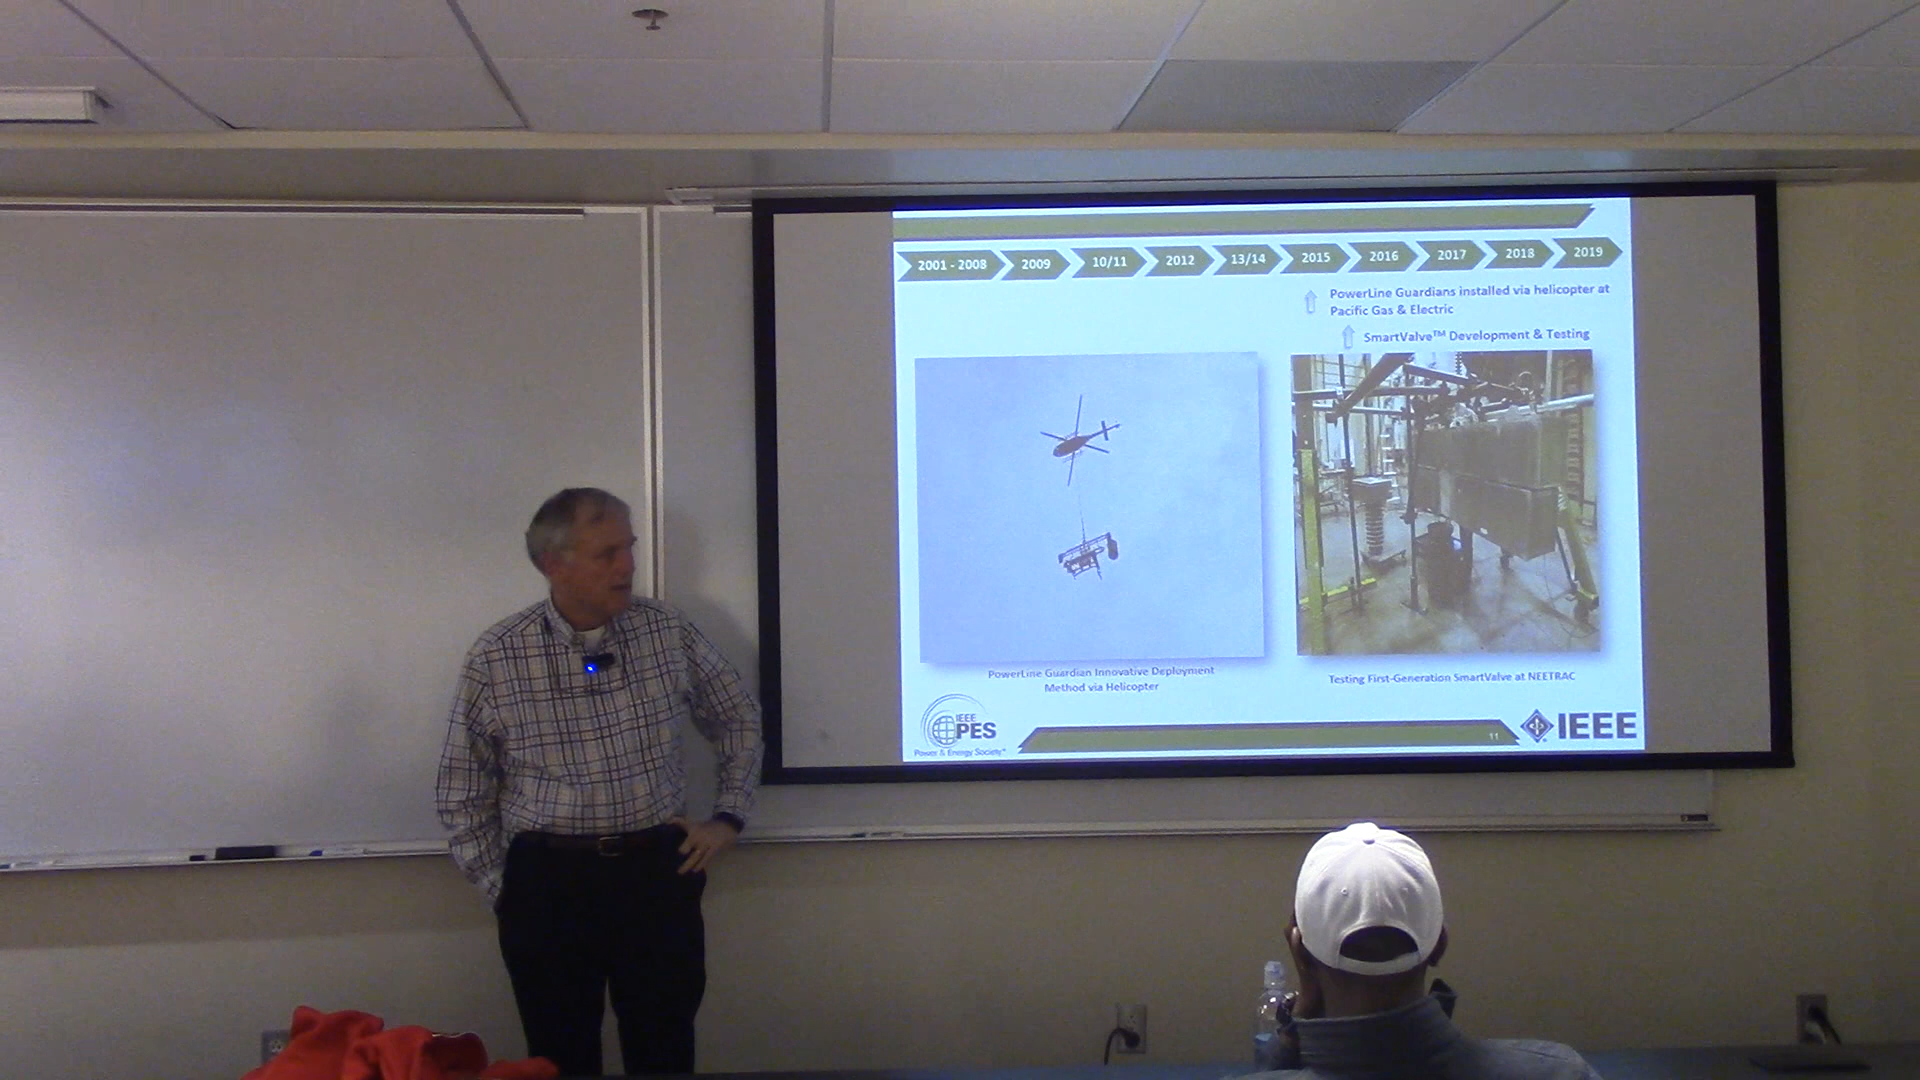 2001 - 2008 2009 10/11 2012 13/14 2015 2016 2017 2018 2019
PowerLine Guardians installed via helicopter at
Pacific Gas & Electric
SmartValve™ Development & Testing
PowerLine Guardian Innovative Deployment
Method via Helicopter
Testing First-Generation SmartValve at NEETRAC
IEEE
PES
Power & Energy Society®
11
IEEE